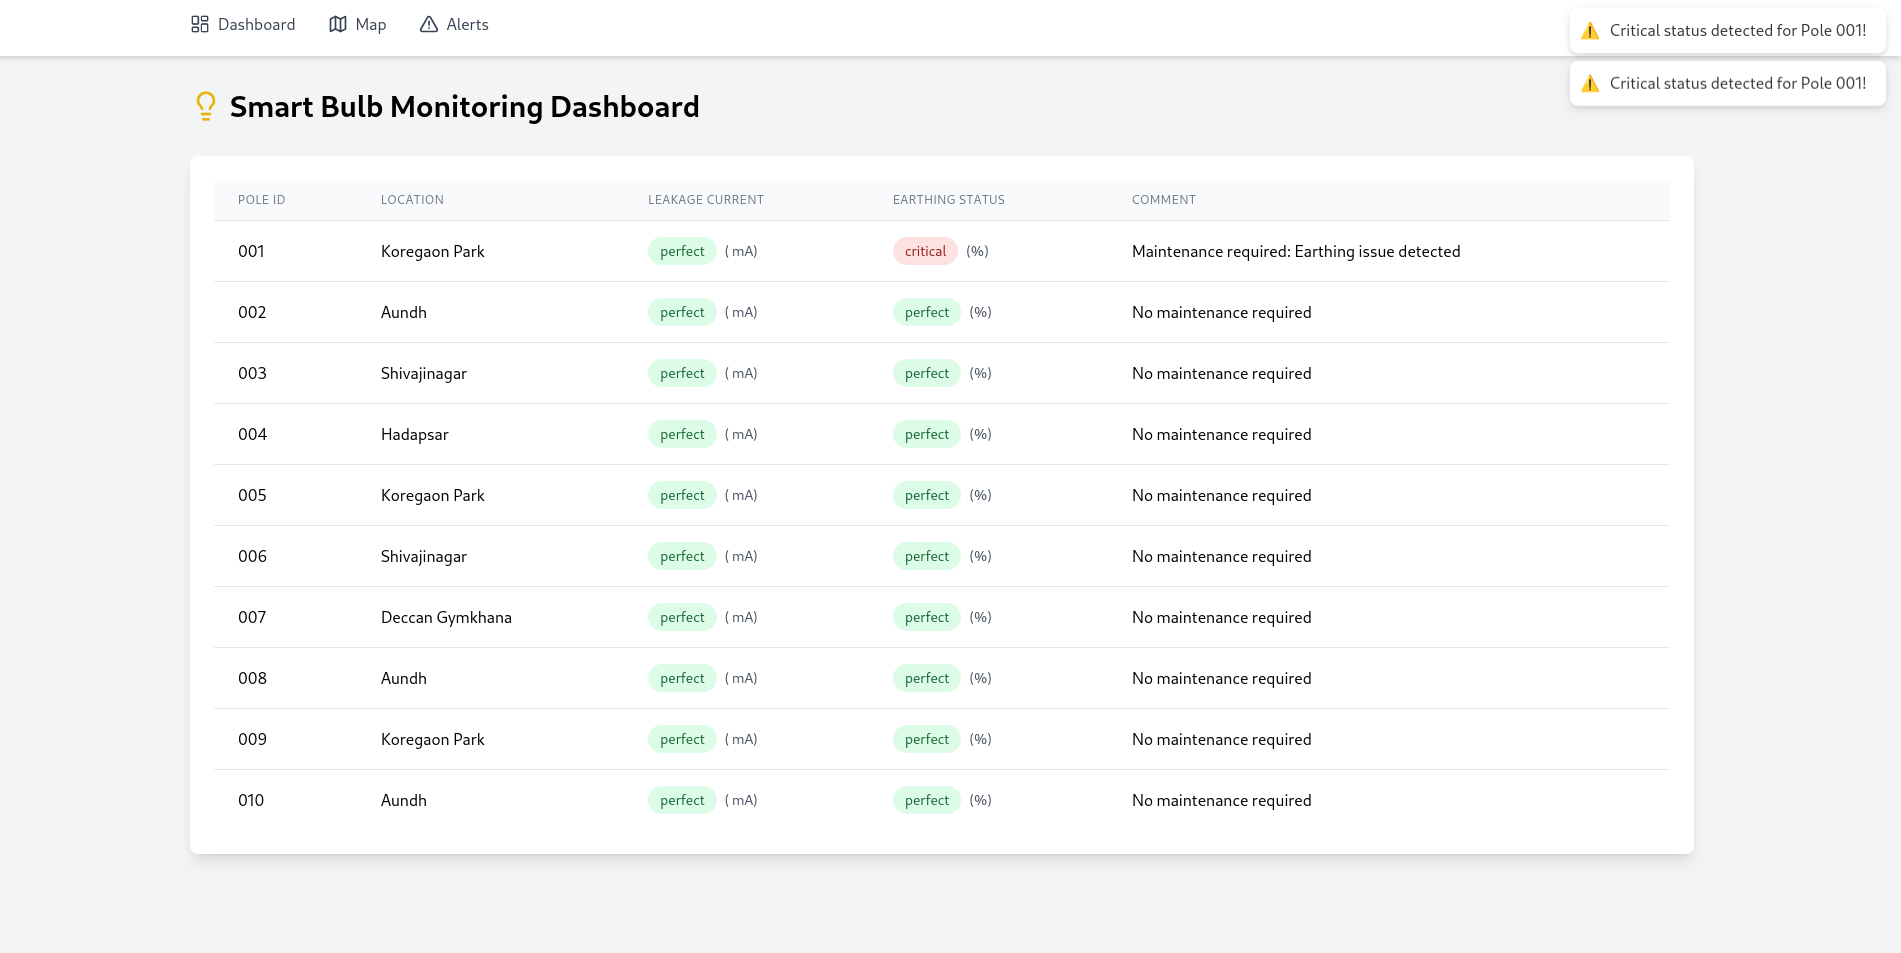 Dashboard Map Alerts
Critical status detected for Pole 001!
Critical status detected for Pole 001!
Smart Bulb Monitoring Dashboard
POLE ID LOCATION LEAKAGE CURRENT EARTHING STATUS COMMENT
001 Koregaon Park perfect ( mA) critical (%) Maintenance required: Earthing issue detected
002 Aundh perfect ( mA) perfect (%) No maintenance required
003 Shivajinagar perfect ( mA) perfect (%) No maintenance required
004 Hadapsar perfect ( mA) perfect (%) No maintenance required
005 Koregaon Park perfect ( mA) perfect (%) No maintenance required
006 Shivajinagar perfect ( mA) perfect (%) No maintenance required
007 Deccan Gymkhana perfect ( mA) perfect (%) No maintenance required
008 Aundh perfect ( mA) perfect (%) No maintenance required
009 Koregaon Park perfect ( mA) perfect (%) No maintenance required
010 Aundh perfect ( mA) perfect (%) No maintenance required